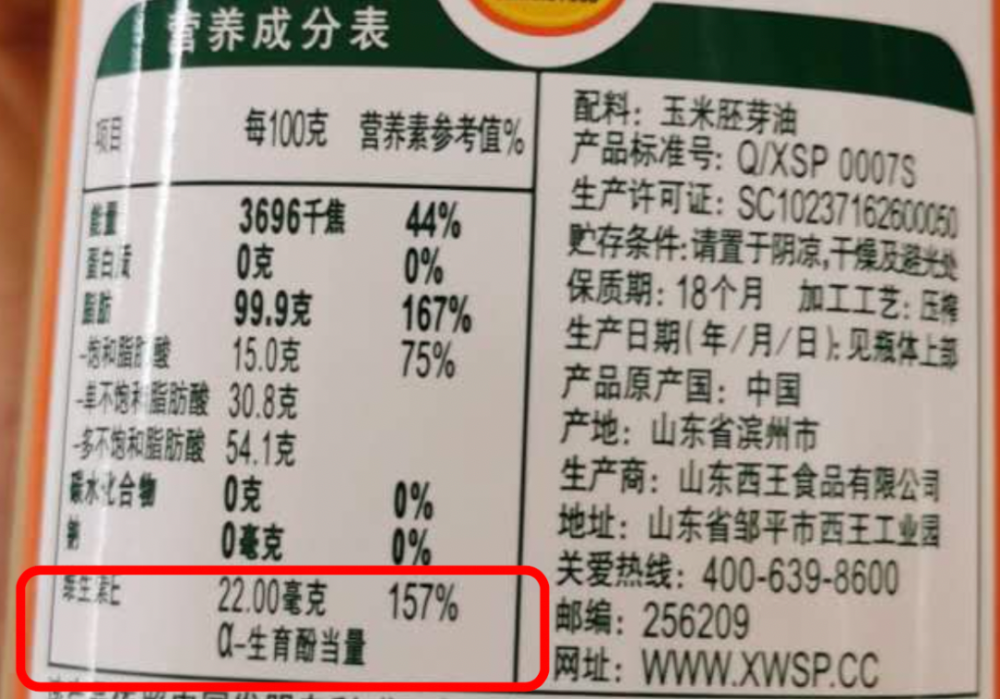 营养成分表
项目 每100克 营养素参考值%
能量 3696千焦 44%
蛋白质 0克 0%
脂肪 99.9克 167%
-饱和脂肪酸 15.0克 75%
-单不饱和脂肪酸 30.8克
-多不饱和脂肪酸 54.1克
碳水化合物 0克 0%
钠 0毫克 0%
维生素E 22.00毫克 157%
α-生育酚当量
配料：玉米胚芽油
产品标准号：Q/XSP 0007S
生产许可证：SC10237162600050
贮存条件:请置于阴凉,干燥及避光处
保质期：18个月 加工工艺：压榨
生产日期(年/月/日):见瓶体上部
产品原产国：中国
产地：山东省滨州市
生产商：山东西王食品有限公司
地址：山东省邹平市西王工业园
关爱热线：400-639-8600
邮编：256209
网址：WWW.XWSP.CC